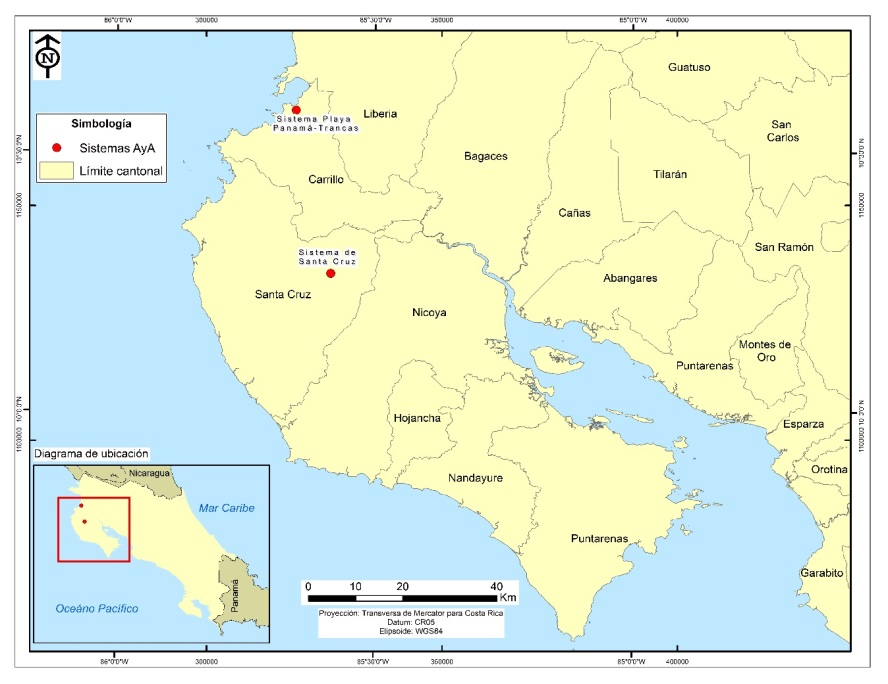 86°0'0"W 300000 85°30'0"W 350000 85°0'0"W 400000
N
Guatuso
Liberia
Sistema Playa
Panamá-Trancas
San
Carlos
Simbología
Sistemas AyA
Límite cantonal
Bagaces
Tilarán
Carrillo
Cañas
1150000
1150000
San Ramón
Sistema de
Santa Cruz
Abangares
Santa Cruz
Nicoya
Montes de
Oro
Puntarenas
Hojancha
Esparza
1100000
1100000
Diagrama de ubicación
Orotina
Nicaragua
Nandayure
Mar Caribe
Puntarenas
Garabito
Panamá
Océano Pacífico
0 10 20 40
Km
Proyección: Transversa de Mercator para Costa Rica
Datum: CR05
Elipsoide: WGS84
86°0'0"W 300000 85°30'0"W 350000 85°0'0"W 400000